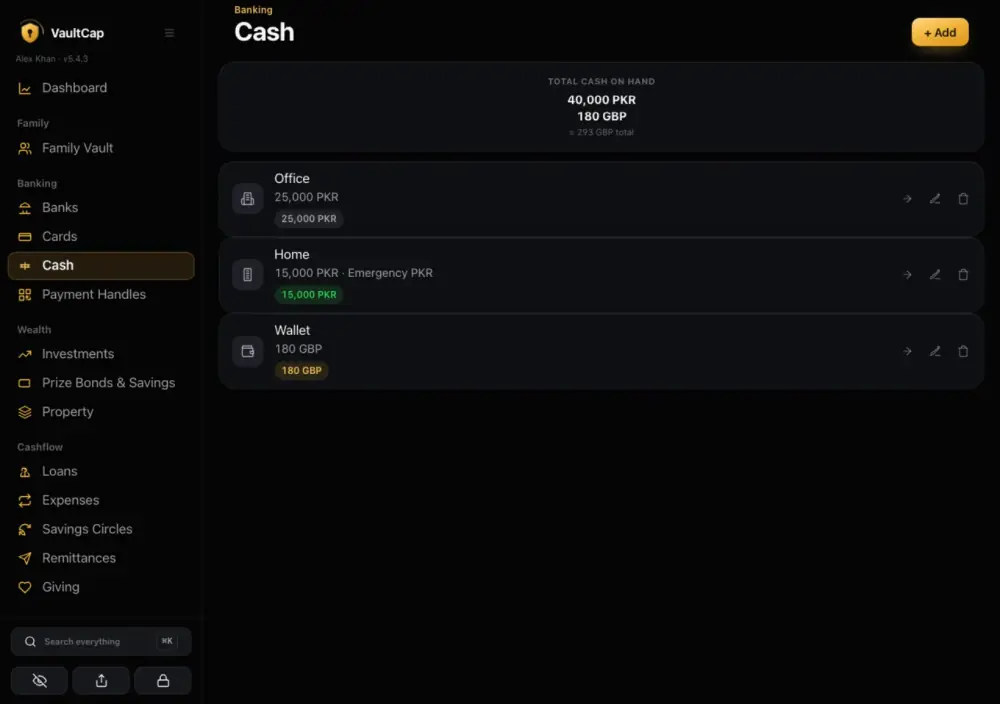 VaultCap
Alex Khan · v5.4.3
Dashboard
Family
Family Vault
Banking
Banks
Cards
Cash
Payment Handles
Wealth
Investments
Prize Bonds & Savings
Property
Cashflow
Loans
Expenses
Savings Circles
Remittances
Giving
Search everything ⌘K
Banking
Cash
+ Add
TOTAL CASH ON HAND
40,000 PKR
180 GBP
≈ 293 GBP total
Office
25,000 PKR
25,000 PKR
Home
15,000 PKR · Emergency PKR
15,000 PKR
Wallet
180 GBP
180 GBP